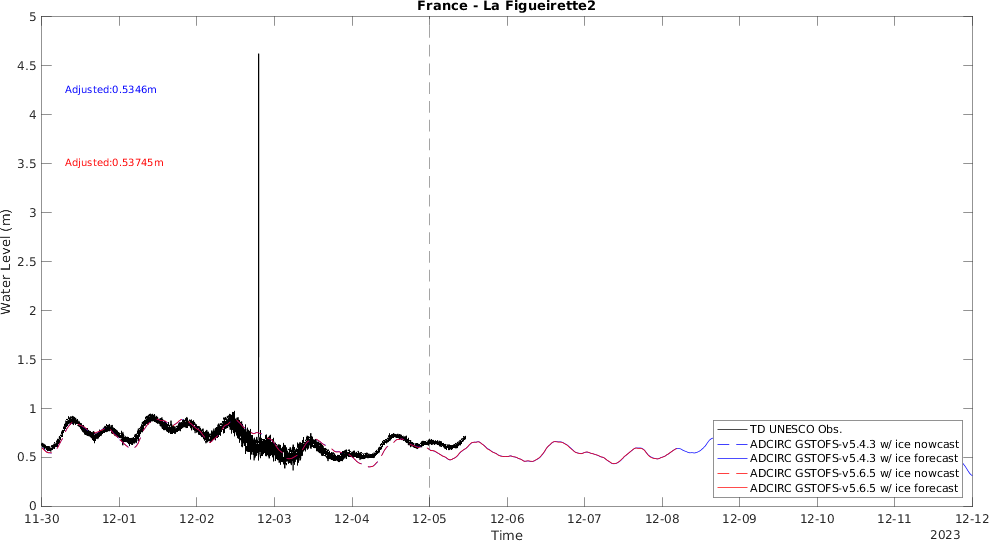 France - La Figueirette2
5
4.5
4
3.5
3
2.5
2
1.5
1
0.5
0
Water Level (m)
Adjusted:0.5346m
Adjusted:0.53745m
TD UNESCO Obs.
ADCIRC GSTOFS-v5.4.3 w/ ice nowcast
ADCIRC GSTOFS-v5.4.3 w/ ice forecast
ADCIRC GSTOFS-v5.6.5 w/ ice nowcast
ADCIRC GSTOFS-v5.6.5 w/ ice forecast
11-30 12-01 12-02 12-03 12-04 12-05 12-06 12-07 12-08 12-09 12-10 12-11 12-12
Time
2023